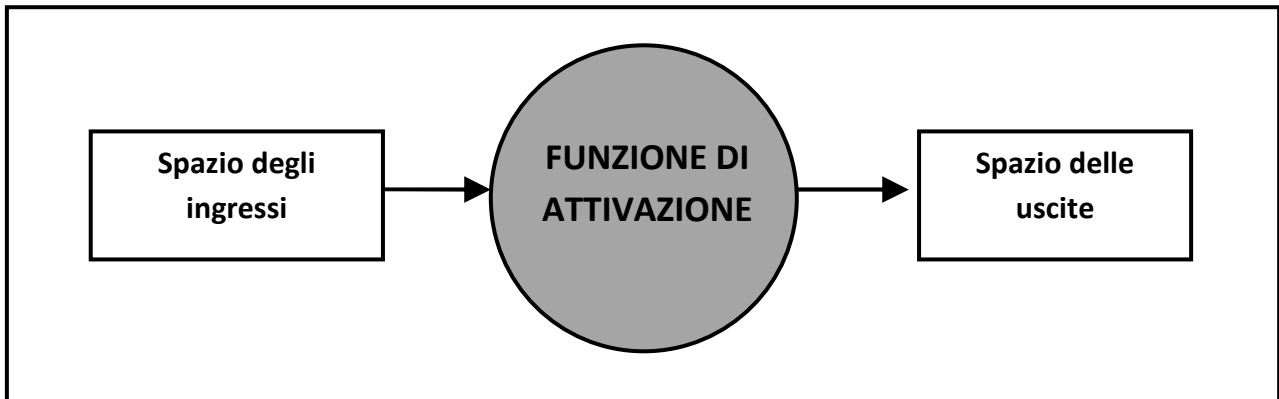 Spazio degli
ingressi
FUNZIONE DI
ATTIVAZIONE
Spazio delle
uscite